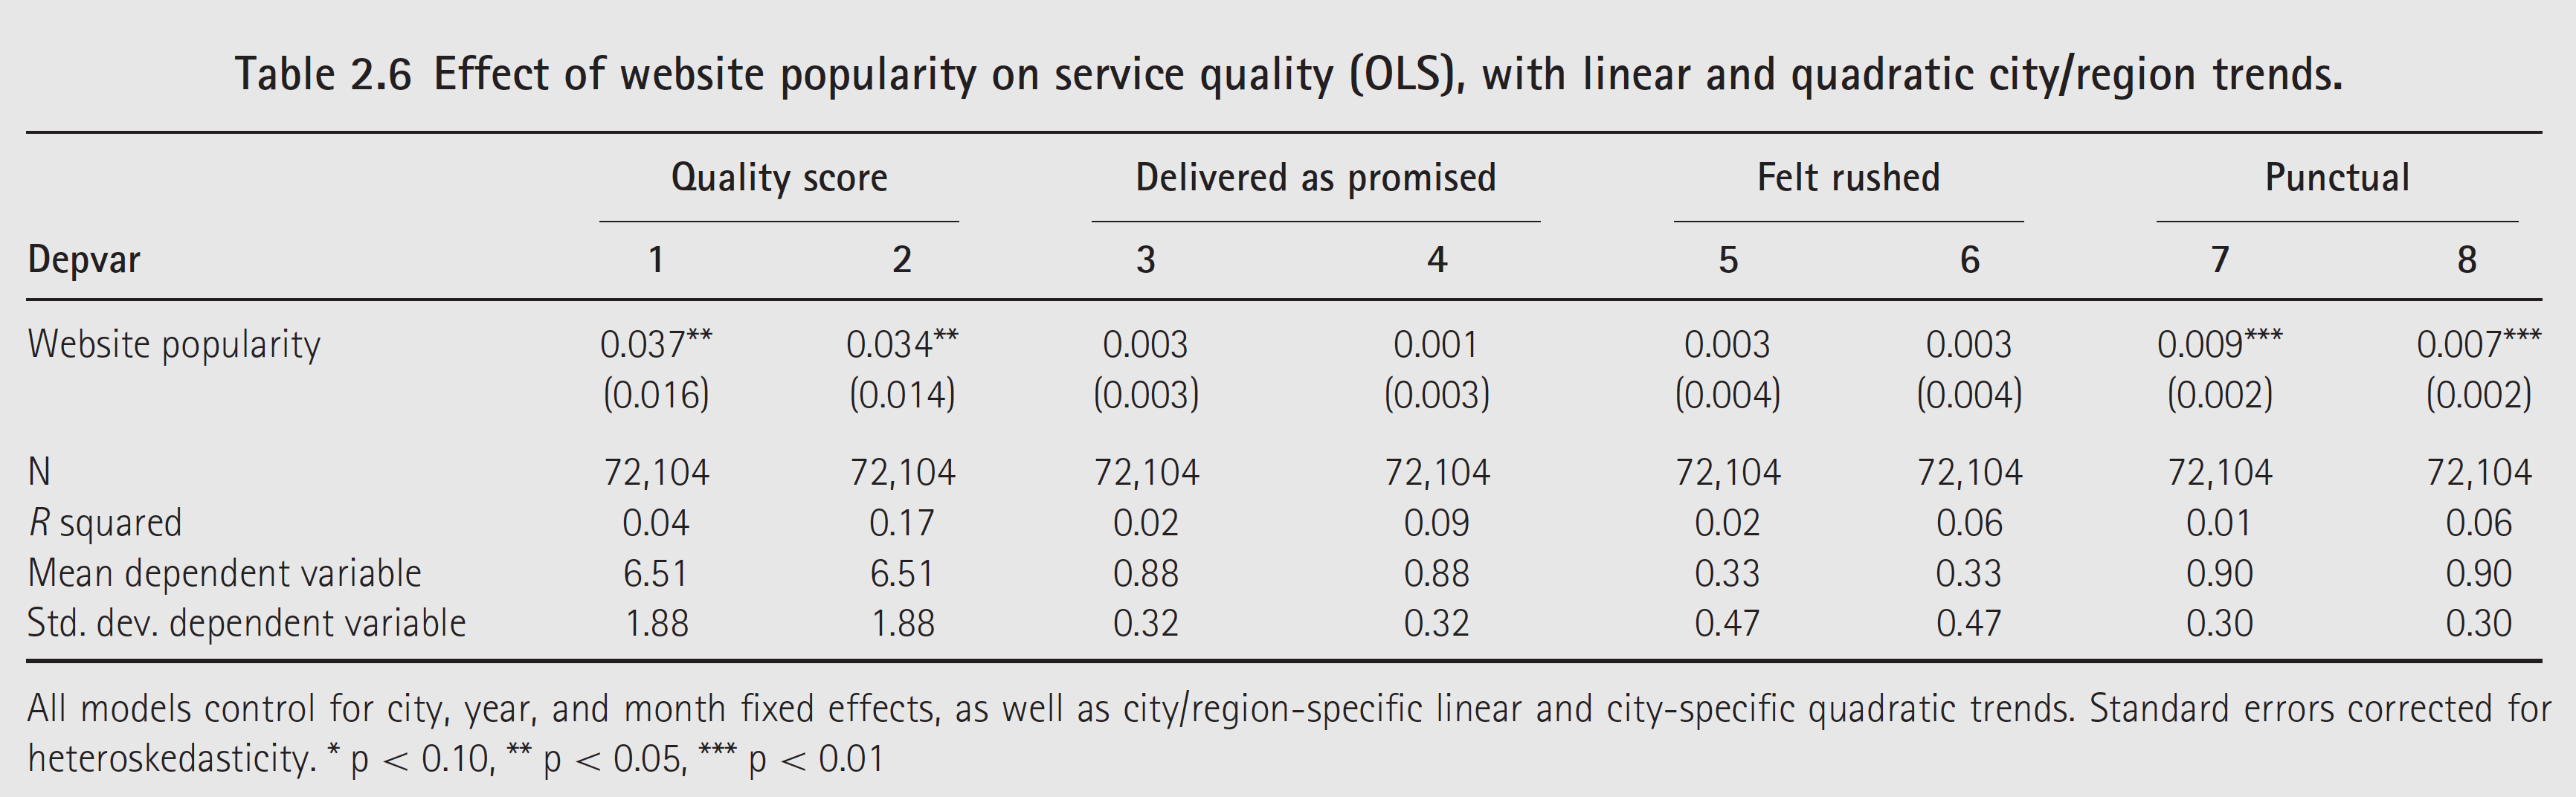 Table 2.6 Effect of website popularity on service quality (OLS), with linear and quadratic city/region trends.
Quality score Delivered as promised Felt rushed Punctual
Depvar 1 2 3 4 5 6 7 8
Website popularity 0.037** 0.034** 0.003 0.001 0.003 0.003 0.009*** 0.007***
(0.016) (0.014) (0.003) (0.003) (0.004) (0.004) (0.002) (0.002)
N 72,104 72,104 72,104 72,104 72,104 72,104 72,104 72,104
R squared 0.04 0.17 0.02 0.09 0.02 0.06 0.01 0.06
Mean dependent variable 6.51 6.51 0.88 0.88 0.33 0.33 0.90 0.90
Std. dev. dependent variable 1.88 1.88 0.32 0.32 0.47 0.47 0.30 0.30
All models control for city, year, and month fixed effects, as well as city/region-specific linear and city-specific quadratic trends. Standard errors corrected for
heteroskedasticity. * p < 0.10, ** p < 0.05, *** p < 0.01